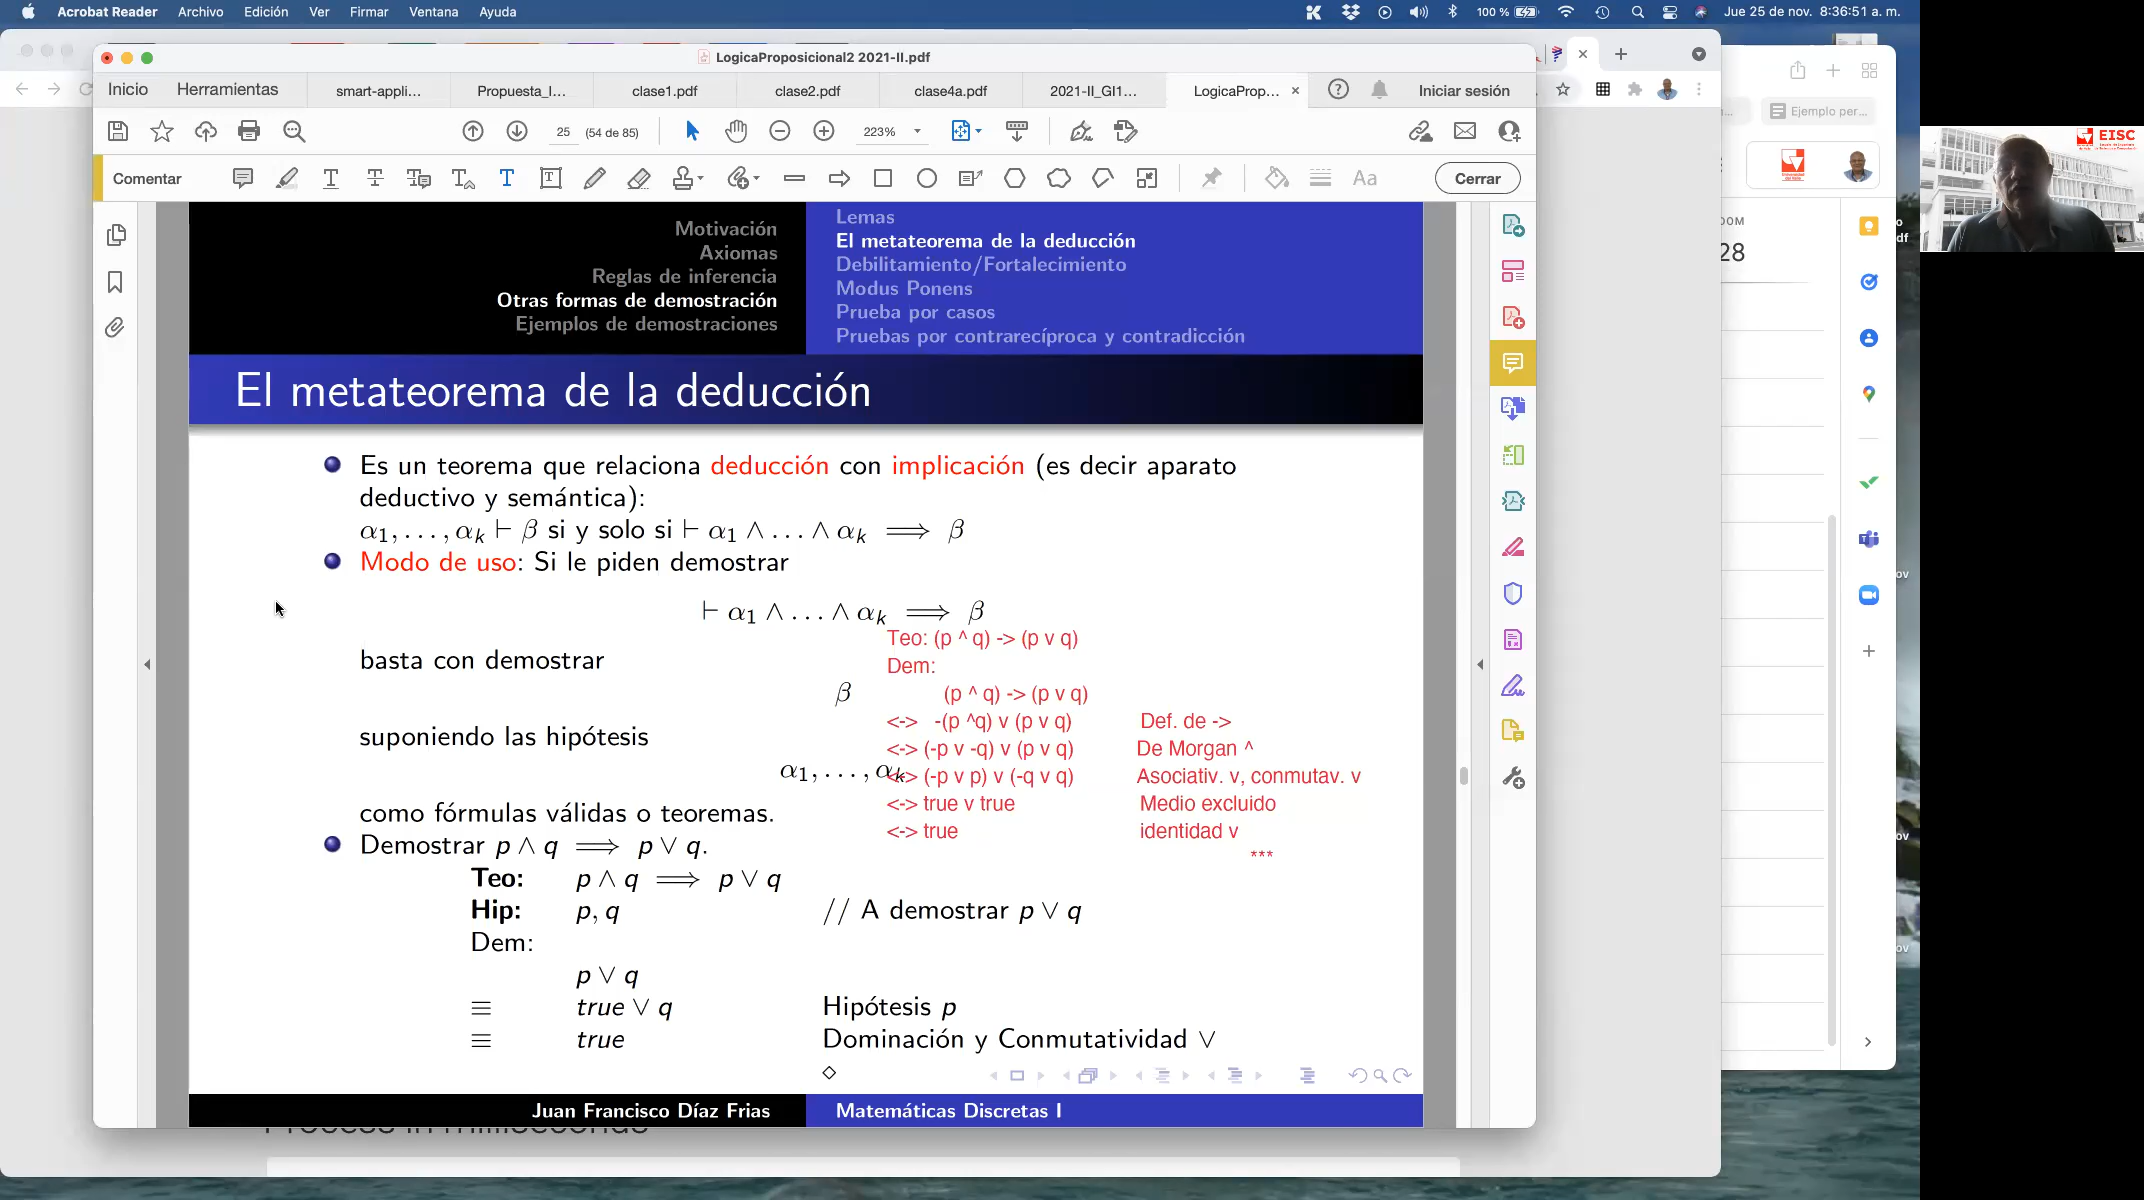 Acrobat Reader Archivo Edición Ver Firmar Ventana Ayuda
100 % Jue 25 de nov. 8:36:51 a. m.
LogicaProposicional2 2021-II.pdf
Inicio Herramientas smart-appli... Propuesta_I... clase1.pdf clase2.pdf clase4a.pdf 2021-II_GI1... LogicaProp... Iniciar sesión
25 (54 de 85) 223%
Comentar Aa Cerrar
Ejemplo per...
EISC
DOM
28
Motivación
Axiomas
Reglas de inferencia
Otras formas de demostración
Ejemplos de demostraciones
Lemas
El metateorema de la deducción
Debilitamiento/Fortalecimiento
Modus Ponens
Prueba por casos
Pruebas por contrarecíproca y contradicción
El metateorema de la deducción
Es un teorema que relaciona deducción con implicación (es decir aparato
deductivo y semántica):
α1, . . . , αk ⊢ β si y solo si ⊢ α1 ∧ . . . ∧ αk ⟹ β
Modo de uso: Si le piden demostrar
⊢ α1 ∧ . . . ∧ αk ⟹ β
basta con demostrar
β
suponiendo las hipótesis
α1, . . . , αk
como fórmulas válidas o teoremas.
Teo: (p ^ q) -> (p v q)
Dem:
(p ^ q) -> (p v q)
<-> -(p ^q) v (p v q) Def. de ->
<-> (-p v -q) v (p v q) De Morgan ^
<-> (-p v p) v (-q v q) Asociativ. v, conmutav. v
<-> true v true Medio excluido
<-> true identidad v
***
Demostrar p ∧ q ⟹ p ∨ q.
Teo: p ∧ q ⟹ p ∨ q
Hip: p, q // A demostrar p ∨ q
Dem:
p ∨ q
≡ true ∨ q Hipótesis p
≡ true Dominación y Conmutatividad ∨
◇
Juan Francisco Díaz Frias Matemáticas Discretas I